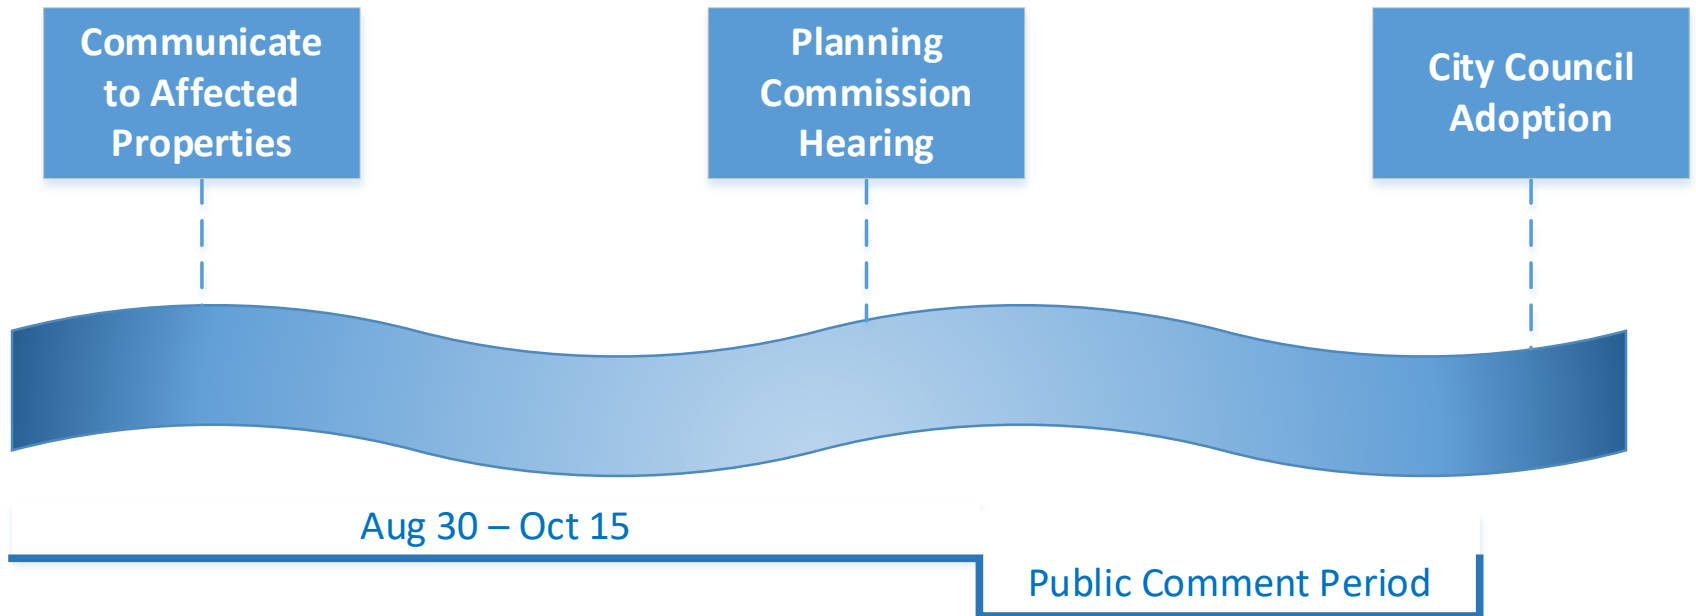 Communicate
to Affected
Properties
Planning
Commission
Hearing
City Council
Adoption
Aug 30 – Oct 15
Public Comment Period